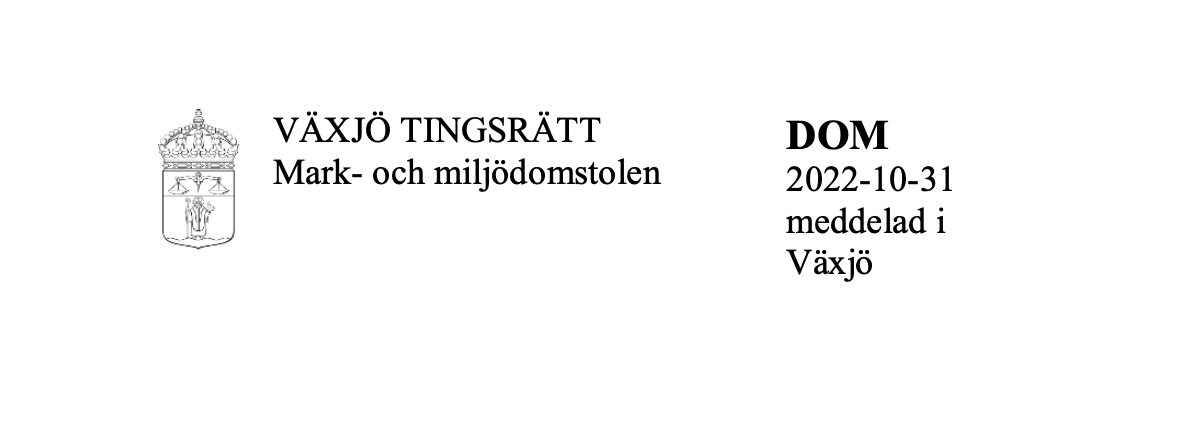 VÄXJÖ TINGSRÄTT
Mark- och miljödomstolen
DOM
2022-10-31
meddelad i
Växjö